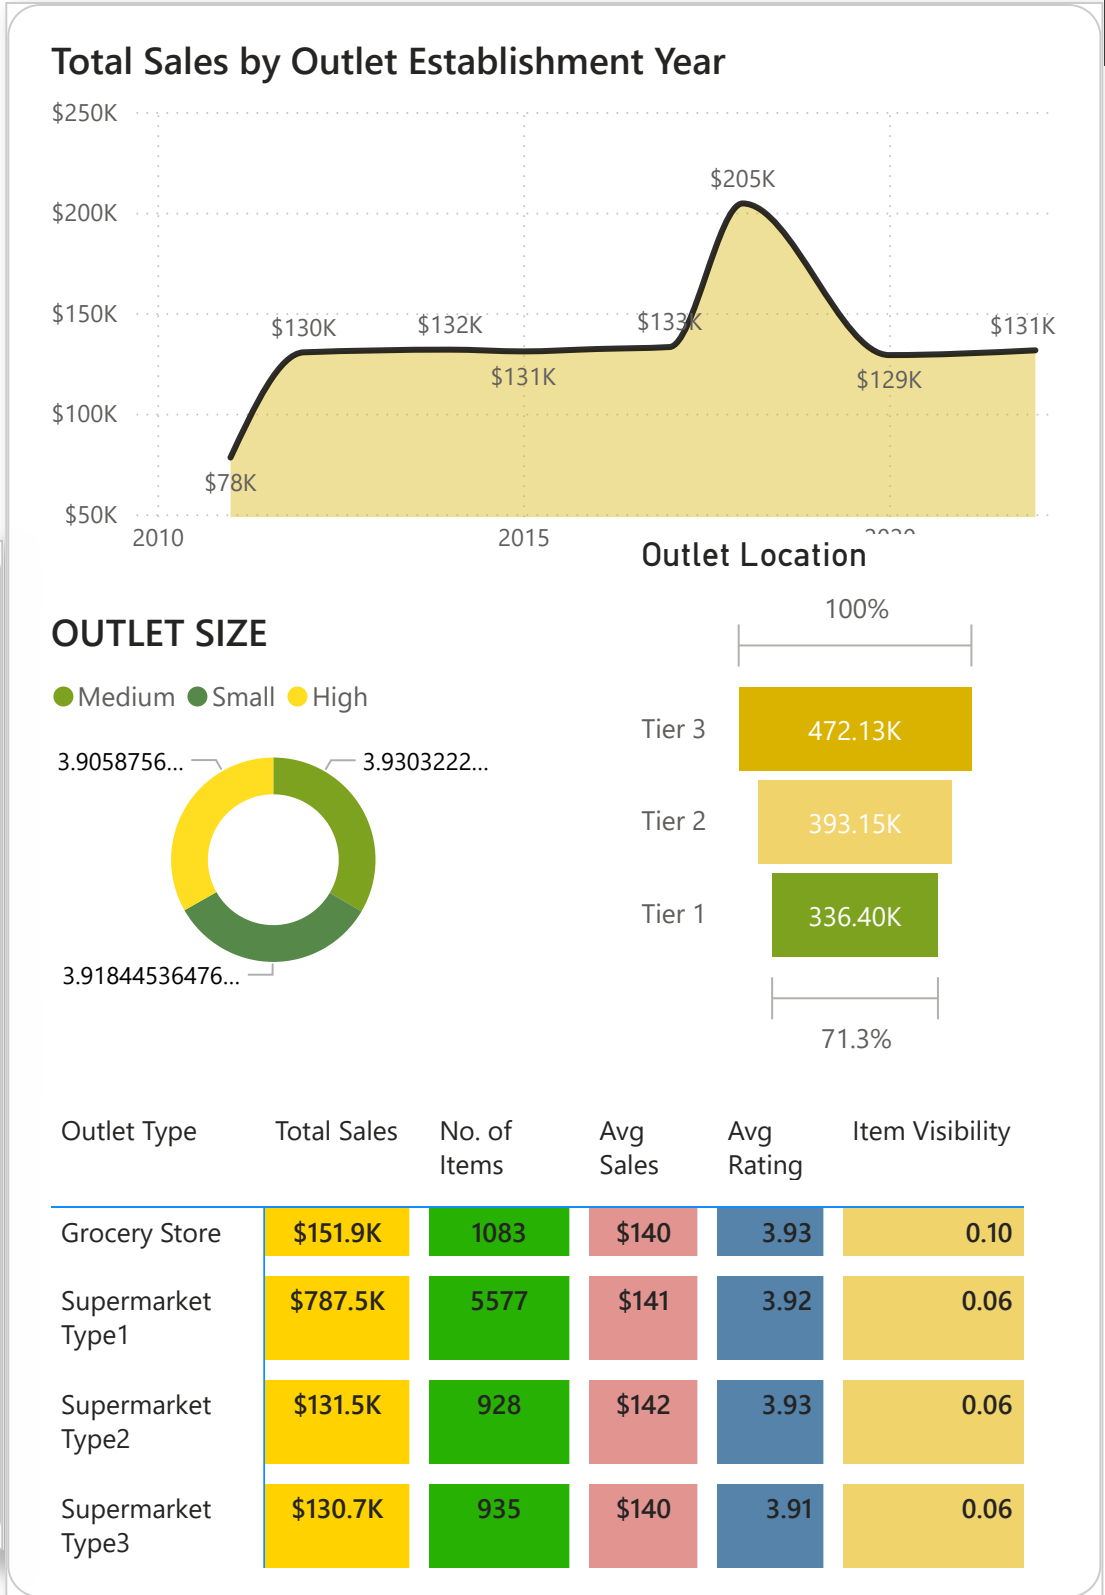 Total Sales by Outlet Establishment Year
$250K
$200K
$150K
$100K
$50K
$78K
$130K
$132K
$131K
$133K
$205K
$129K
$131K
2010
2015
2020
Outlet Location
100%
Tier 3 472.13K
Tier 2 393.15K
Tier 1 336.40K
71.3%
OUTLET SIZE
Medium Small High
3.9058756...
3.9303222...
3.91844536476...
Outlet Type Total Sales No. of Items Avg Sales Avg Rating Item Visibility
Grocery Store $151.9K 1083 $140 3.93 0.10
Supermarket Type1 $787.5K 5577 $141 3.92 0.06
Supermarket Type2 $131.5K 928 $142 3.93 0.06
Supermarket Type3 $130.7K 935 $140 3.91 0.06